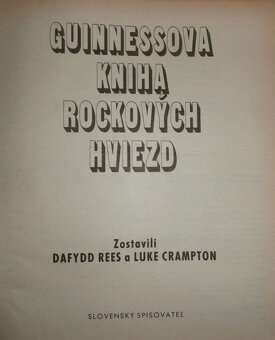 GUINNESSOVA
KNIHA
ROCKOVÝCH
HVIEZD
Zostavili
DAFYDD REES a LUKE CRAMPTON
SLOVENSKÝ SPISOVATEĽ